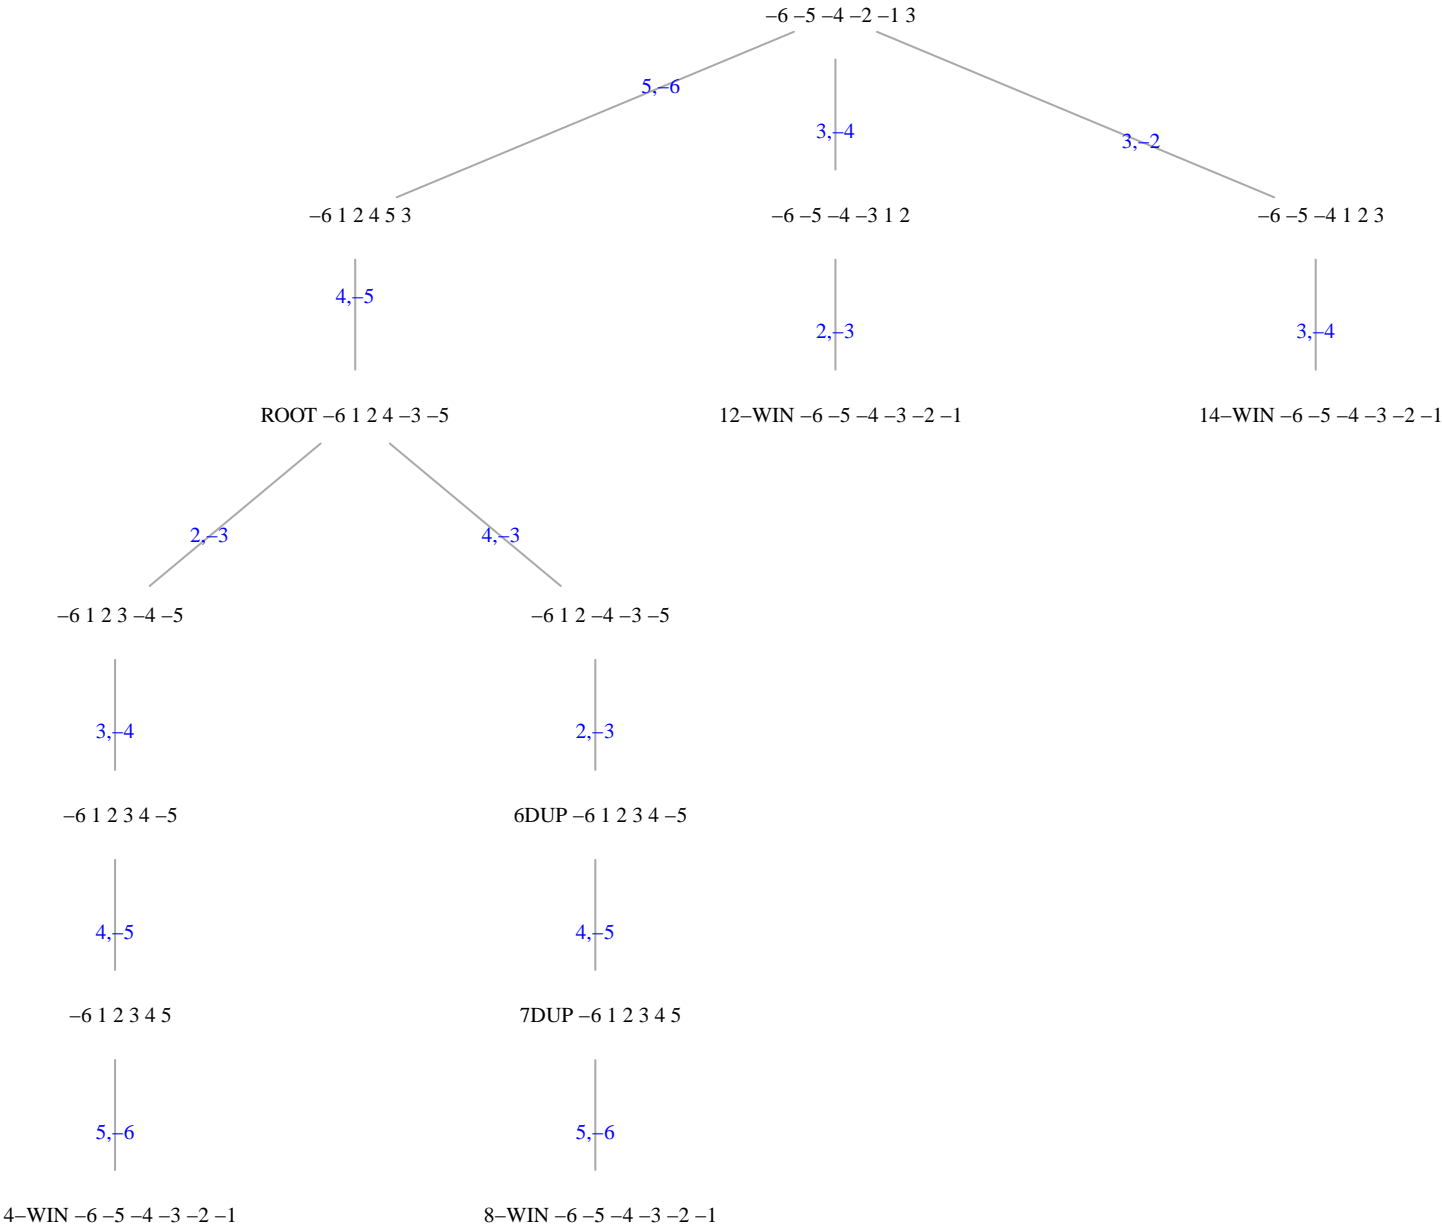 –6 –5 –4 –2 –1 3
5,–6
3,–4
3,–2
–6 1 2 4 5 3
–6 –5 –4 –3 1 2
–6 –5 –4 1 2 3
4,–5
2,–3
3,–4
ROOT –6 1 2 4 –3 –5
12–WIN –6 –5 –4 –3 –2 –1
14–WIN –6 –5 –4 –3 –2 –1
2,–3
4,–3
–6 1 2 3 –4 –5
–6 1 2 –4 –3 –5
3,–4
2,–3
–6 1 2 3 4 –5
6DUP –6 1 2 3 4 –5
4,–5
4,–5
–6 1 2 3 4 5
7DUP –6 1 2 3 4 5
5,–6
5,–6
4–WIN –6 –5 –4 –3 –2 –1
8–WIN –6 –5 –4 –3 –2 –1